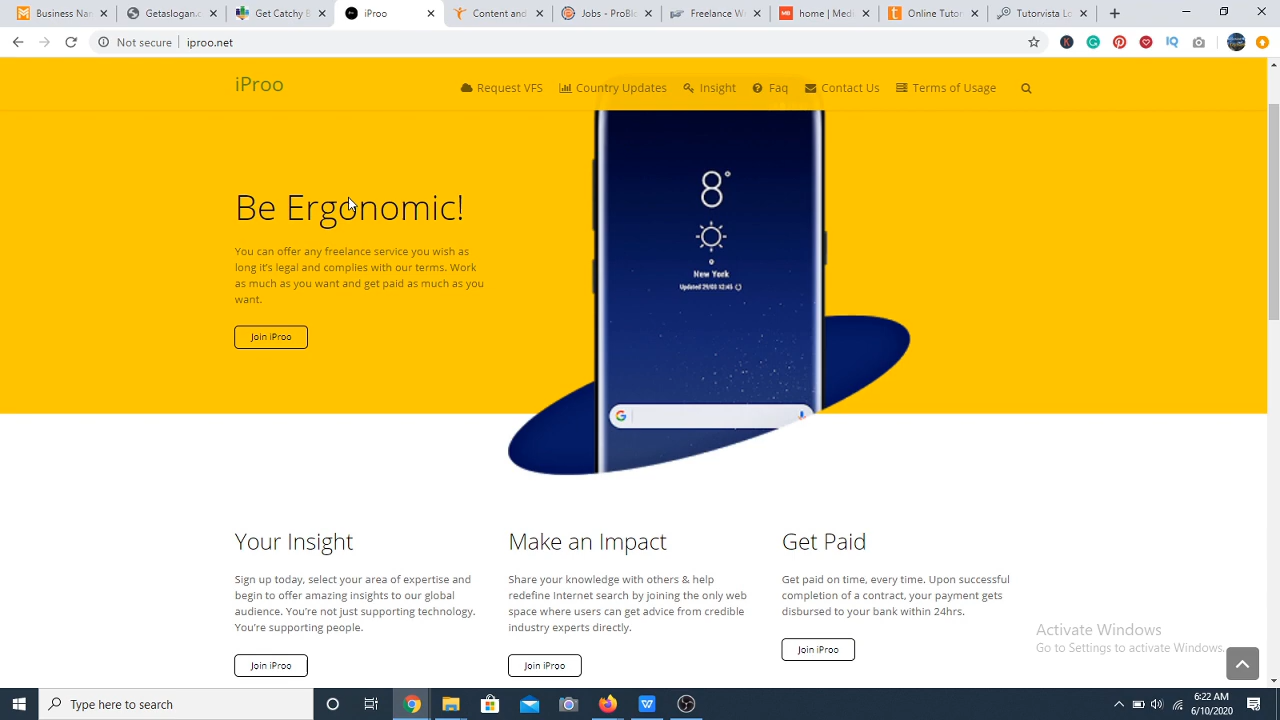 Business Na
Getaslogan.c
Get Catchy B
iPro
Content and
Jobs - ProBlo
Freelance W
home | Medi
Online Tutor
Tutorvista Lo
Not secure
iproo.net
iProo
Request VFS
Country Updates
Insight
Faq
Contact Us
Terms of Usage
Be Ergonomic!
You can offer any freelance service you wish as
long it's legal and complies with our terms. Work
as much as you want and get paid as much as you
want.
Join iProo
8°
New York
Updated 29/03 12:45
Your Insight
Sign up today, select your area of expertise and
begin to offer amazing insights to our global
audience. You're not just supporting technology.
You're supporting people.
Join iProo
Make an Impact
Share your knowledge with others & help
redefine Internet search by joining the only web
space where users can get advice from credible
industry experts directly.
Join iProo
Get Paid
Get paid on time, every time. Upon successful
completion of a contract, your payment gets
disbursed to your bank within 24hrs.
Join iProo
Activate Windows
Go to Settings to activate Windows.
Type here to search
6:22 AM
6/10/2020